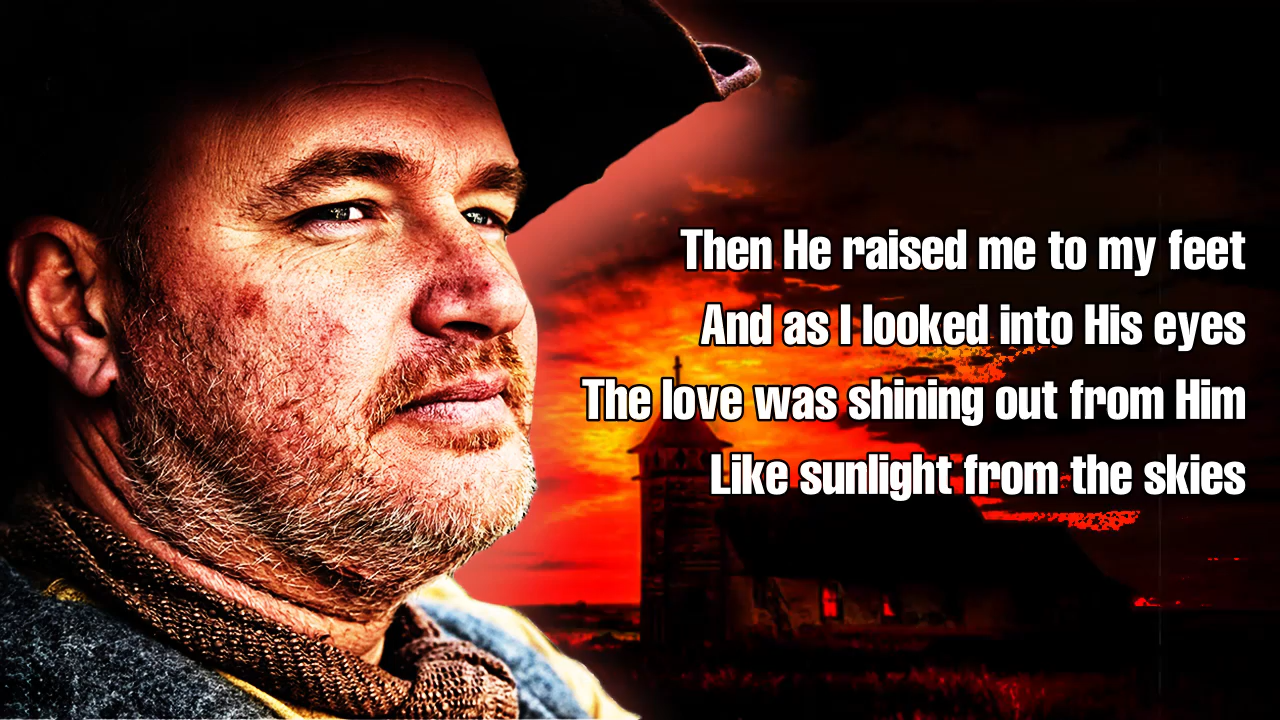 Then He raised me to my feet
And as I looked into His eyes
The love was shining out from Him
Like sunlight from the skies